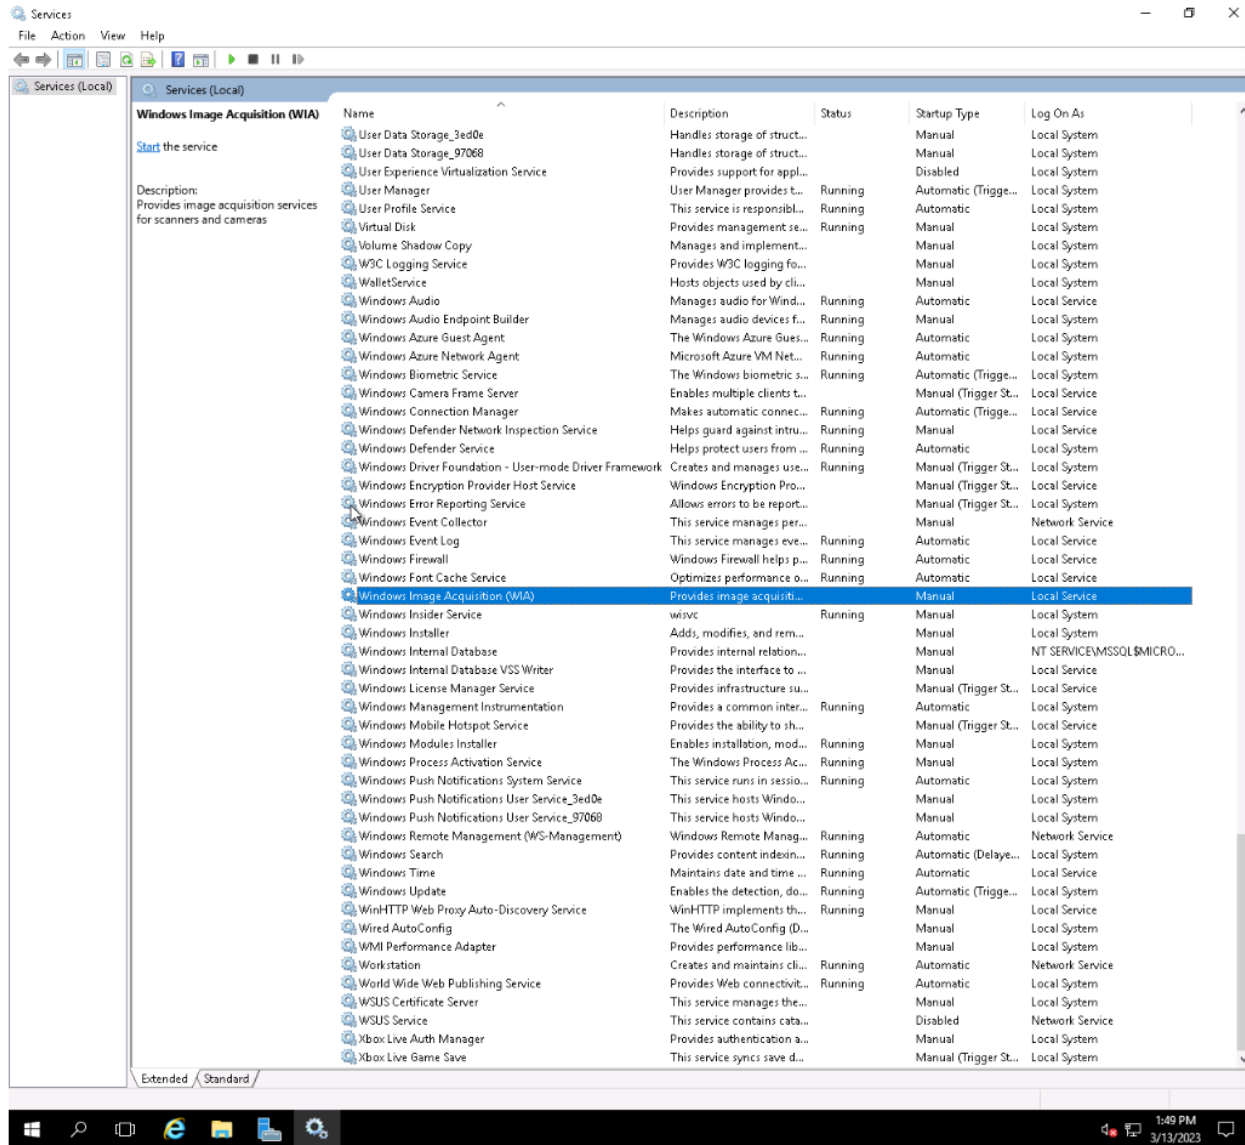 Services
File Action View Help
Services (Local)
Services (Local)
Windows Image Acquisition (WIA)
Start the service
Description:
Provides image acquisition services
for scanners and cameras
Name Description Status Startup Type Log On As
User Data Storage_3ed0e Handles storage of struct... Manual Local System
User Data Storage_97068 Handles storage of struct... Manual Local System
User Experience Virtualization Service Provides support for appl... Disabled Local System
User Manager User Manager provides t... Running Automatic (Trigge... Local System
User Profile Service This service is responsibl... Running Automatic Local System
Virtual Disk Provides management se... Running Manual Local System
Volume Shadow Copy Manages and implement... Manual Local System
W3C Logging Service Provides W3C logging fo... Manual Local System
WalletService Hosts objects used by cli... Manual Local System
Windows Audio Manages audio for Wind... Running Automatic Local Service
Windows Audio Endpoint Builder Manages audio devices f... Running Manual Local System
Windows Azure Guest Agent The Windows Azure Gues... Running Automatic Local System
Windows Azure Network Agent Microsoft Azure VM Net... Running Automatic Local System
Windows Biometric Service The Windows biometric s... Running Automatic (Trigge... Local System
Windows Camera Frame Server Enables multiple clients t... Manual (Trigger St... Local Service
Windows Connection Manager Makes automatic connec... Running Automatic (Trigge... Local Service
Windows Defender Network Inspection Service Helps guard against intru... Running Manual Local Service
Windows Defender Service Helps protect users from ... Running Automatic Local System
Windows Driver Foundation - User-mode Driver Framework Creates and manages use... Running Manual (Trigger St... Local System
Windows Encryption Provider Host Service Windows Encryption Pro... Manual (Trigger St... Local Service
Windows Error Reporting Service Allows errors to be report... Manual (Trigger St... Local System
Windows Event Collector This service manages per... Manual Network Service
Windows Event Log This service manages eve... Running Automatic Local Service
Windows Firewall Windows Firewall helps p... Running Automatic Local Service
Windows Font Cache Service Optimizes performance o... Running Automatic Local Service
Windows Image Acquisition (WIA) Provides image acquisiti... Manual Local Service
Windows Insider Service wisvc Running Manual Local System
Windows Installer Adds, modifies, and rem... Manual Local System
Windows Internal Database Provides internal relation... Manual NT SERVICE\MSSQL$MICRO...
Windows Internal Database VSS Writer Provides the interface to ... Manual Local System
Windows License Manager Service Provides infrastructure su... Manual (Trigger St... Local Service
Windows Management Instrumentation Provides a common inter... Running Automatic Local System
Windows Mobile Hotspot Service Provides the ability to sh... Manual (Trigger St... Local Service
Windows Modules Installer Enables installation, mod... Running Manual Local System
Windows Process Activation Service The Windows Process Ac... Running Manual Local System
Windows Push Notifications System Service This service runs in sessio... Running Automatic Local System
Windows Push Notifications User Service_3ed0e This service hosts Windo... Manual Local System
Windows Push Notifications User Service_97068 This service hosts Windo... Manual Local System
Windows Remote Management (WS-Management) Windows Remote Manag... Running Automatic Network Service
Windows Search Provides content indexin... Running Automatic (Delaye... Local System
Windows Time Maintains date and time ... Running Automatic Local Service
Windows Update Enables the detection, do... Running Automatic (Trigge... Local System
WinHTTP Web Proxy Auto-Discovery Service WinHTTP implements th... Running Manual Local Service
Wired AutoConfig The Wired AutoConfig (D... Manual Local System
WMI Performance Adapter Provides performance lib... Manual Local System
Workstation Creates and maintains cli... Running Automatic Network Service
World Wide Web Publishing Service Provides Web connectivit... Running Automatic Local System
WSUS Certificate Server This service manages the... Manual Local System
WSUS Service This service contains cata... Disabled Network Service
Xbox Live Auth Manager Provides authentication a... Manual Local System
Xbox Live Game Save This service syncs save d... Manual (Trigger St... Local System
Extended Standard
1:49 PM
3/13/2023